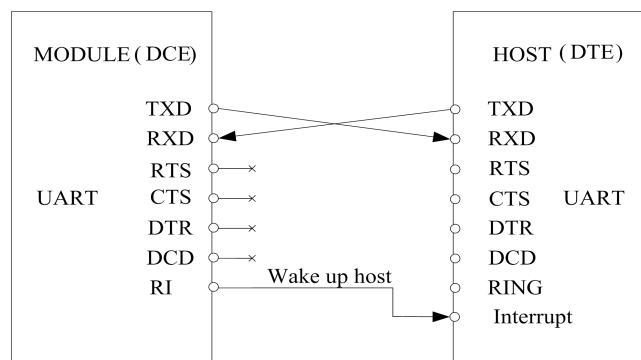 MODULE (DCE)
HOST (DTE)
TXD
TXD
RXD
RXD
RTS
RTS
UART
CTS
CTS
UART
DTR
DTR
DCD
DCD
Wake up host
RI
RING
Interrupt